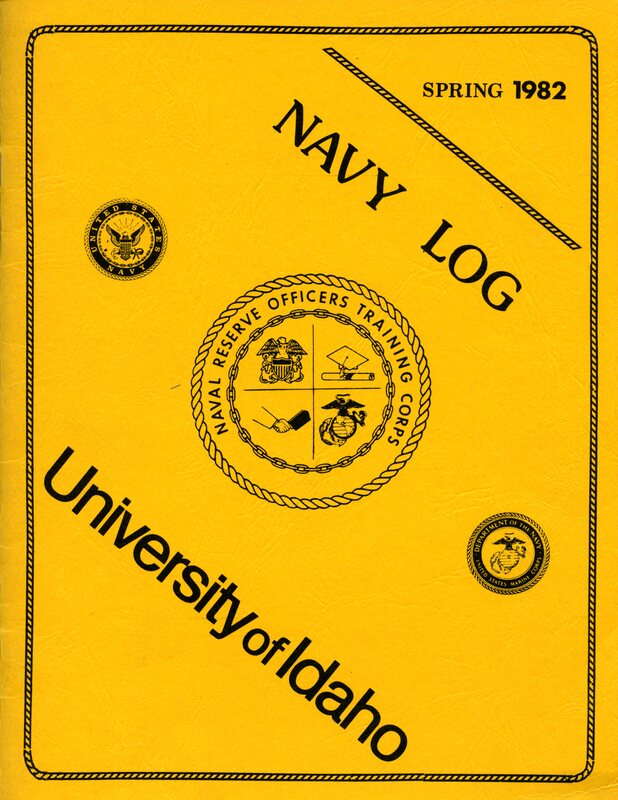 SPRING 1982
NAVY LOG
UNITED STATES
NAVY
NAVAL RESERVE OFFICERS TRAINING CORPS
DEPARTMENT OF THE NAVY
UNITED STATES MARINE CORPS
University of Idaho